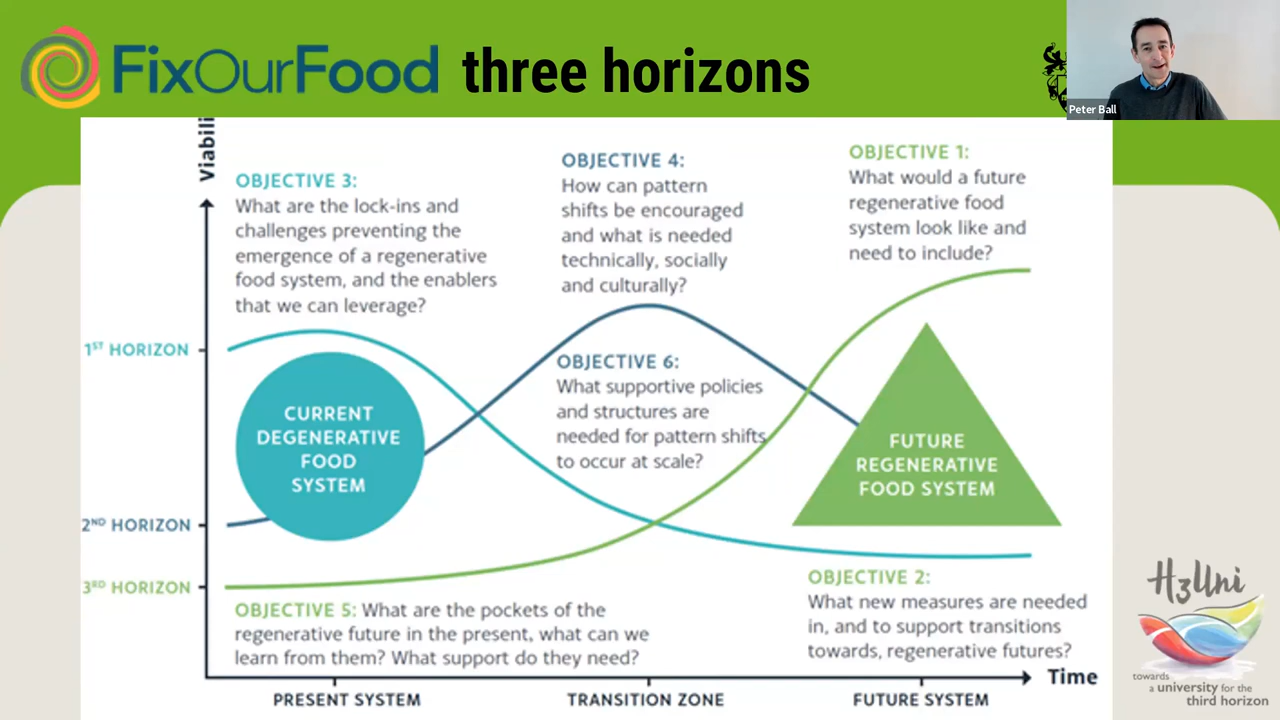 FixOurFood three horizons
Peter Ball
Viabili
OBJECTIVE 3:
What are the lock-ins and
challenges preventing the
emergence of a regenerative
food system, and the enablers
that we can leverage?
OBJECTIVE 4:
How can pattern
shifts be encouraged
and what is needed
technically, socially
and culturally?
OBJECTIVE 1:
What would a future
regenerative food
system look like and
need to include?
1ST HORIZON
OBJECTIVE 6:
What supportive policies
and structures are
needed for pattern shifts
to occur at scale?
CURRENT
DEGENERATIVE
FOOD
SYSTEM
FUTURE
REGENERATIVE
FOOD SYSTEM
2ND HORIZON
3RD HORIZON
OBJECTIVE 5: What are the pockets of the
regenerative future in the present, what can we
learn from them? What support do they need?
OBJECTIVE 2:
What new measures are needed
in, and to support transitions
towards, regenerative futures?
Time
PRESENT SYSTEM
TRANSITION ZONE
FUTURE SYSTEM
H3Uni
towards
a university for the
third horizon